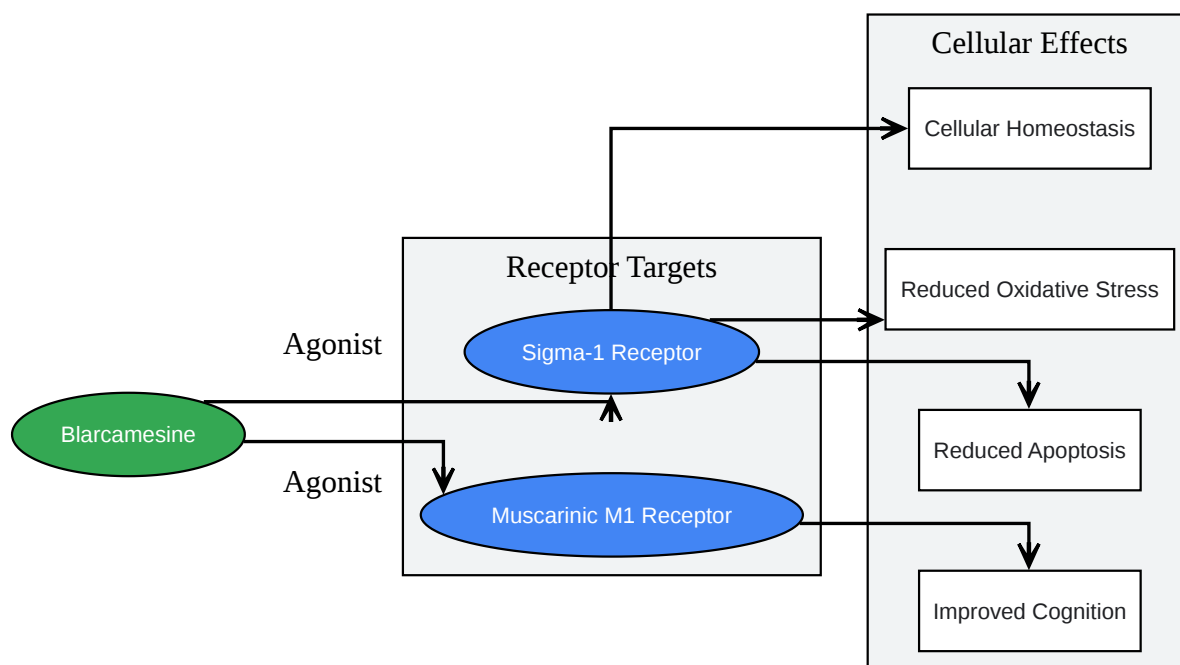 Cellular Effects
Cellular Homeostasis
Receptor Targets
Reduced Oxidative Stress
Agonist
Sigma-1 Receptor
Blarcamesine
Reduced Apoptosis
Agonist
Muscarinic M1 Receptor
Improved Cognition